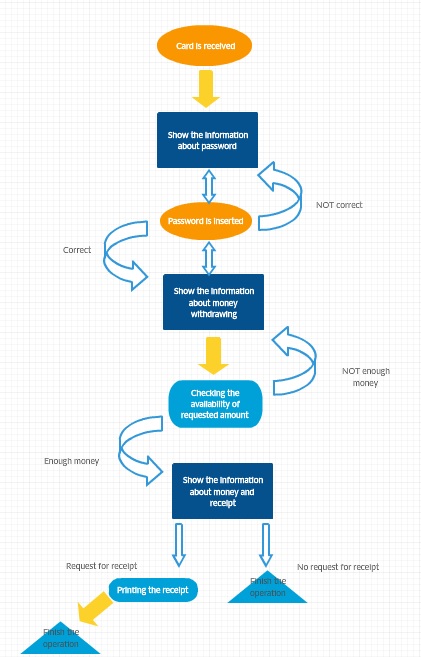 Card is received
Show the Information
about password
NOT correct
Password is inserted
Correct
Show the Information
about money
withdrawing
NOT enough
money
Checking the
availability of
requested amount
Enough money
Show the Information
about money and
receipt
Request for receipt
No request for receipt
Finish the
operation
Printing the receipt
Finish the
operation